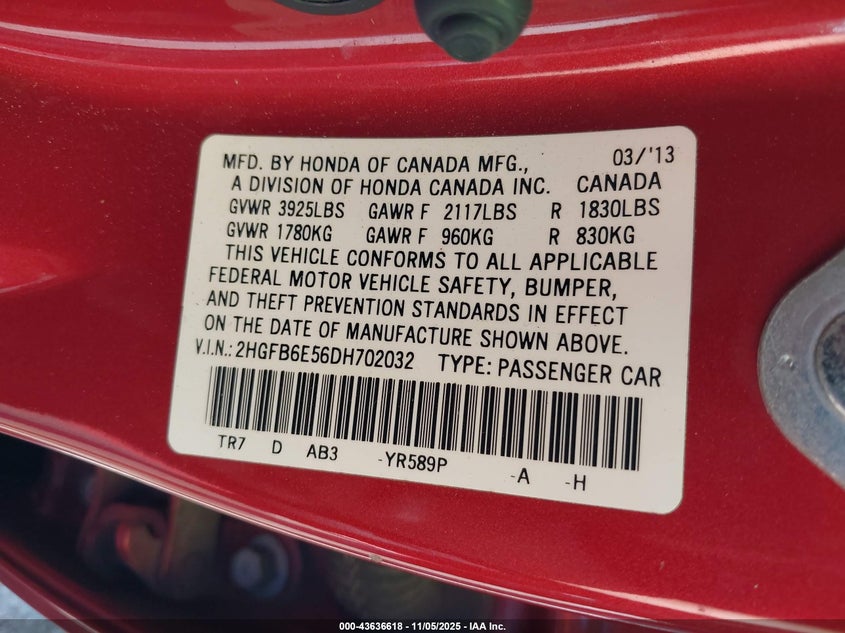 MFD. BY HONDA OF CANADA MFG., 03/'13
A DIVISION OF HONDA CANADA INC. CANADA
GVWR 3925LBS GAWR F 2117LBS R 1830LBS
GVWR 1780KG GAWR F 960KG R 830KG
THIS VEHICLE CONFORMS TO ALL APPLICABLE
FEDERAL MOTOR VEHICLE SAFETY, BUMPER,
AND THEFT PREVENTION STANDARDS IN EFFECT
ON THE DATE OF MANUFACTURE SHOWN ABOVE.
V.I.N.: 2HGFB6E56DH702032 TYPE: PASSENGER CAR
TR7 D AB3 -YR589P -A -H
000-43636618 - 11/05/2025 - IAA Inc.